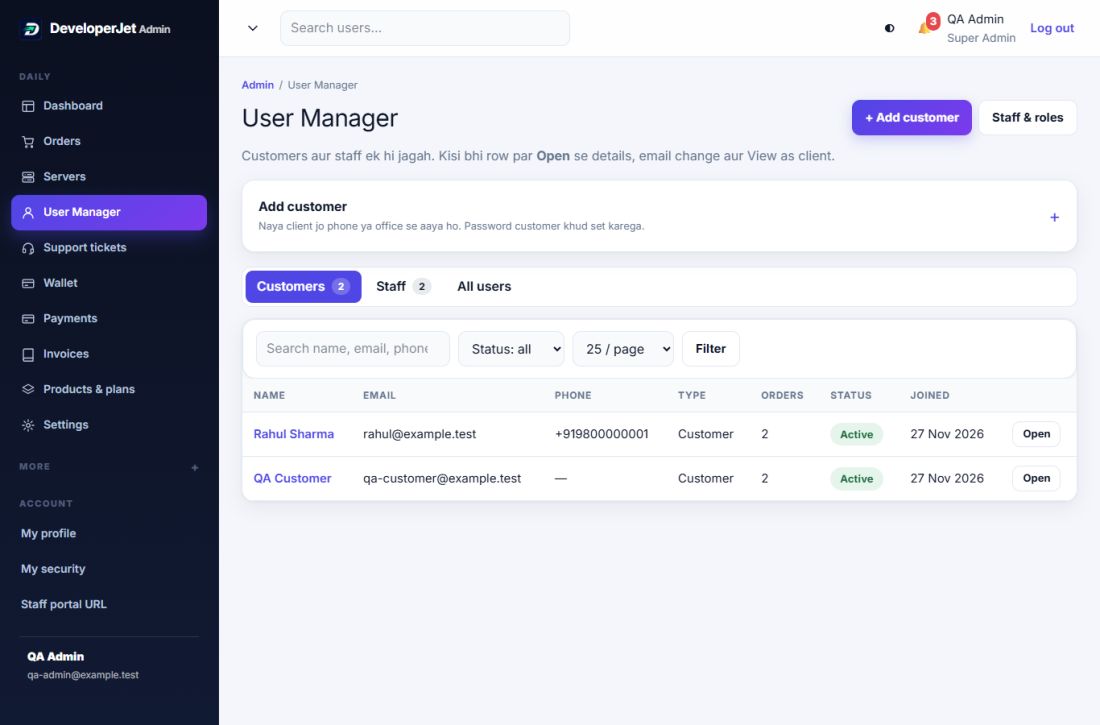 DeveloperJet Admin
DAILY
Dashboard
Orders
Servers
User Manager
Support tickets
Wallet
Payments
Invoices
Products & plans
Settings
MORE +
ACCOUNT
My profile
My security
Staff portal URL
QA Admin
qa-admin@example.test
Search users...
3
QA Admin
Super Admin
Log out
Admin / User Manager
User Manager
+ Add customer
Staff & roles
Customers aur staff ek hi jagah. Kisi bhi row par Open se details, email change aur View as client.
Add customer
Naya client jo phone ya office se aaya ho. Password customer khud set karega.
+
Customers 2 Staff 2 All users
Search name, email, phone Status: all 25 / page Filter
NAME EMAIL PHONE TYPE ORDERS STATUS JOINED
Rahul Sharma rahul@example.test +919800000001 Customer 2 Active 27 Nov 2026 Open
QA Customer qa-customer@example.test — Customer 2 Active 27 Nov 2026 Open